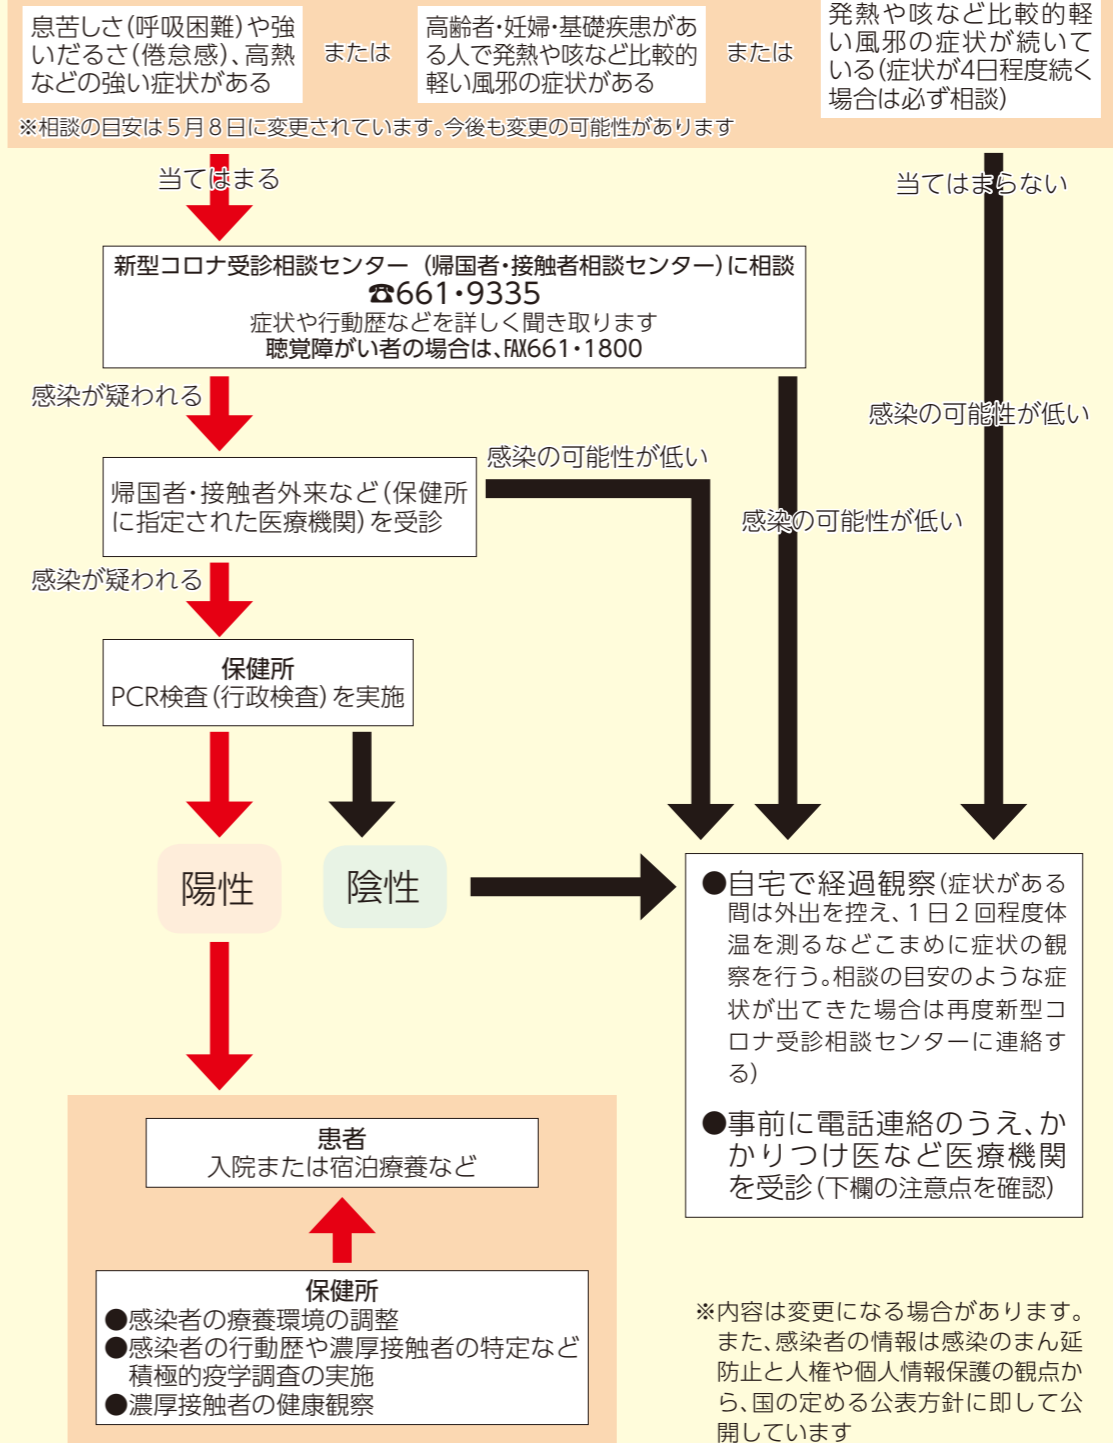 息苦しさ(呼吸困難)や強
いだるさ(倦怠感)、高熱
などの強い症状がある
または
高齢者・妊婦・基礎疾患があ
る人で発熱や咳など比較的
軽い風邪の症状がある
または
発熱や咳など比較的軽
い風邪の症状が続いて
いる(症状が4日程度続く
場合は必ず相談)
※相談の目安は5月8日に変更されています。今後も変更の可能性があります
当てはまる
当てはまらない
新型コロナ受診相談センター(帰国者・接触者相談センター)に相談
☎661・9335
症状や行動歴などを詳しく聞き取ります
聴覚障がい者の場合は、FAX661・1800
感染が疑われる
感染の可能性が低い
感染の可能性が低い
感染の可能性が低い
帰国者・接触者外来など(保健所
に指定された医療機関)を受診
感染が疑われる
保健所
PCR検査(行政検査)を実施
陽性
陰性
●自宅で経過観察(症状がある
間は外出を控え、1日2回程度体
温を測るなどこまめに症状の観
察を行う。相談の目安のような症
状が出てきた場合は再度新型コ
ロナ受診相談センターに連絡す
る)
●事前に電話連絡のうえ、か
かりつけ医など医療機関
を受診(下欄の注意点を確認)
患者
入院または宿泊療養など
保健所
●感染者の療養環境の調整
●感染者の行動歴や濃厚接触者の特定など
積極的疫学調査の実施
●濃厚接触者の健康観察
※内容は変更になる場合があります。
また、感染者の情報は感染のまん延
防止と人権や個人情報保護の観点か
ら、国の定める公表方針に即して公
開しています